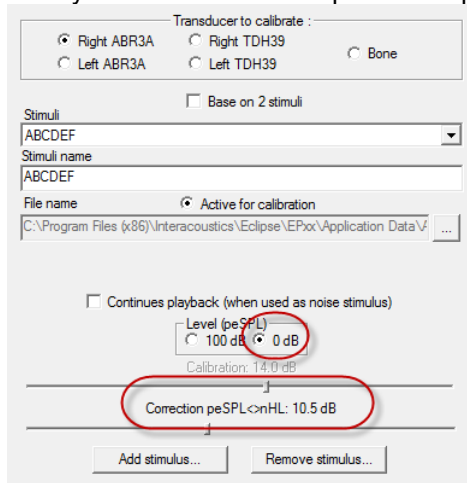 Transducer to calibrate :
Right ABR3A Right TDH39 Bone
Left ABR3A Left TDH39
Base on 2 stimuli
Stimuli
ABCDEF
Stimuli name
ABCDEF
File name Active for calibration
C:\Program Files (x86)\Interacoustics\Eclipse\EPxx\Application Data\ ...
Continues playback (when used as noise stimulus)
Level (peSPL)
100 dB 0 dB
Calibration: 14.0 dB
Correction peSPL<>nHL: 10.5 dB
Add stimulus... Remove stimulus...